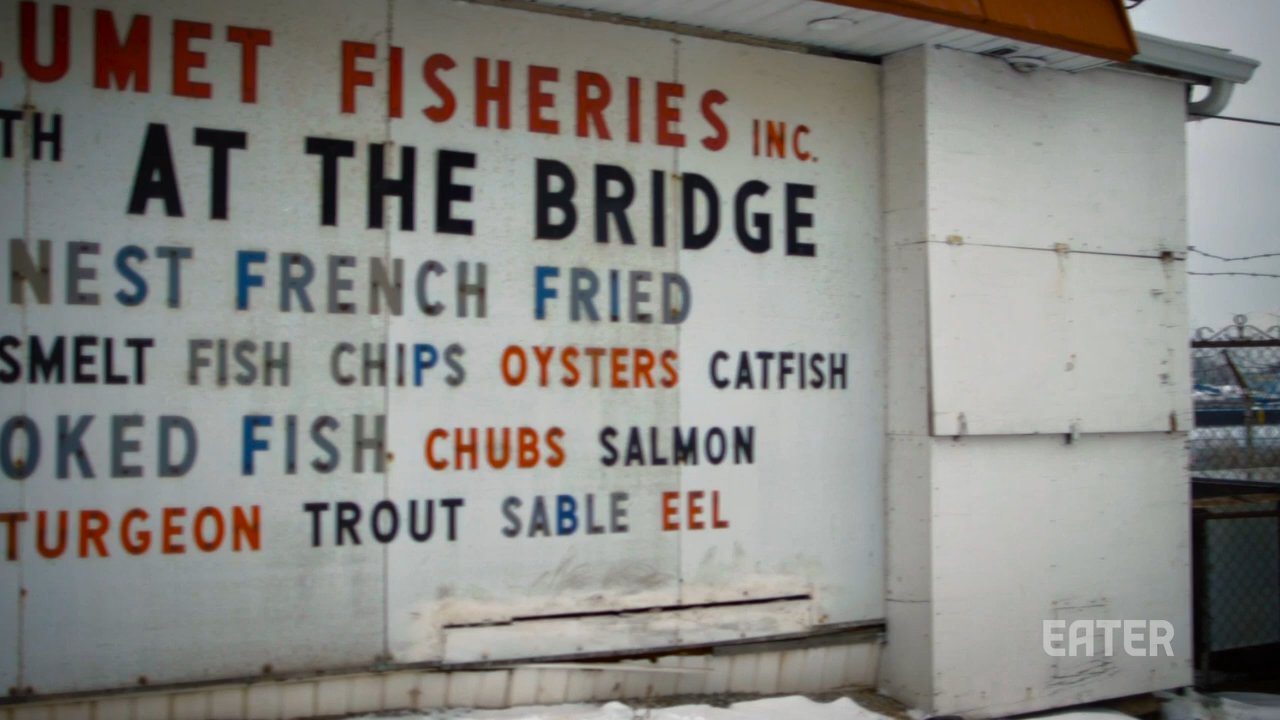 UMET FISHERIES INC.
TH AT THE BRIDGE
NEST FRENCH FRIED
SMELT FISH CHIPS OYSTERS CATFISH
OKED FISH CHUBS SALMON
TURGEON TROUT SABLE EEL
EATER